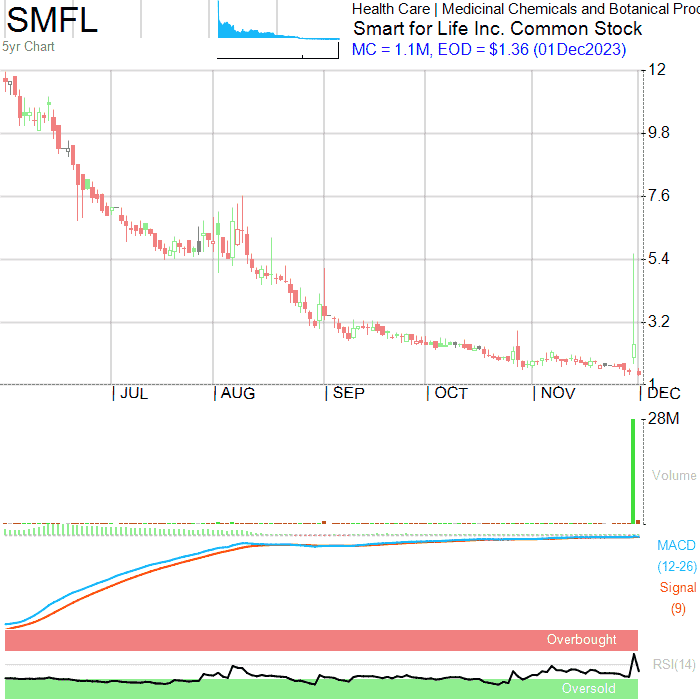 SMFL
5yr Chart
Health Care | Medicinal Chemicals and Botanical Proc
Smart for Life Inc. Common Stock
MC = 1.1M, EOD = $1.36 (01Dec2023)
12
9.8
7.6
5.4
3.2
1
| JUL | AUG | SEP | OCT | NOV | DEC
28M
Volume
MACD
(12-26)
Signal
(9)
Overbought
RSI(14)
Oversold